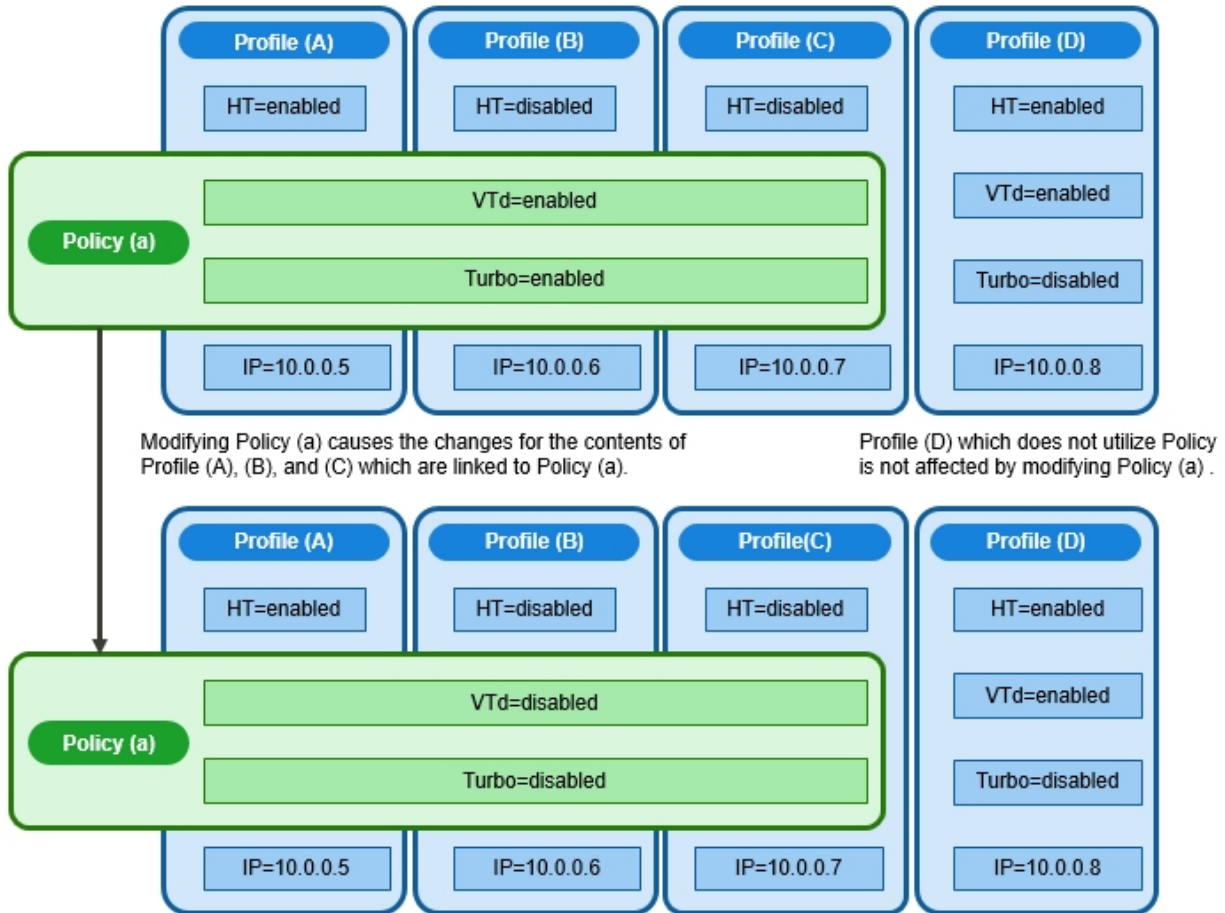 Profile (A)
Profile (B)
Profile (C)
Profile (D)
HT=enabled
HT=disabled
HT=disabled
HT=enabled
Policy (a)
VTd=enabled
VTd=enabled
Turbo=enabled
Turbo=disabled
IP=10.0.0.5
IP=10.0.0.6
IP=10.0.0.7
IP=10.0.0.8
Modifying Policy (a) causes the changes for the contents of
Profile (A), (B), and (C) which are linked to Policy (a).
Profile (D) which does not utilize Policy
is not affected by modifying Policy (a) .
Profile (A)
Profile (B)
Profile(C)
Profile (D)
HT=enabled
HT=disabled
HT=disabled
HT=enabled
Policy (a)
VTd=disabled
VTd=enabled
Turbo=disabled
Turbo=disabled
IP=10.0.0.5
IP=10.0.0.6
IP=10.0.0.7
IP=10.0.0.8